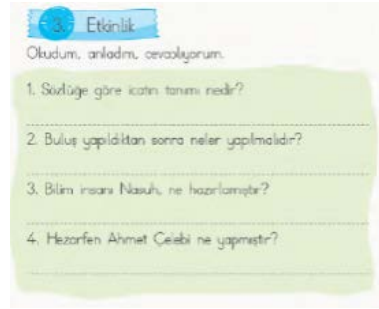 3. Etkinlik
Okudum, anladım, cevaplıyorum.
1. Sözlüğe göre icatın tanımı nedir?
2. Buluş yapıldıktan sonra neler yapılmalıdır?
3. Bilim insanı Nasuh, ne hazırlamıştır?
4. Hezarfen Ahmet Çelebi ne yapmıştır?